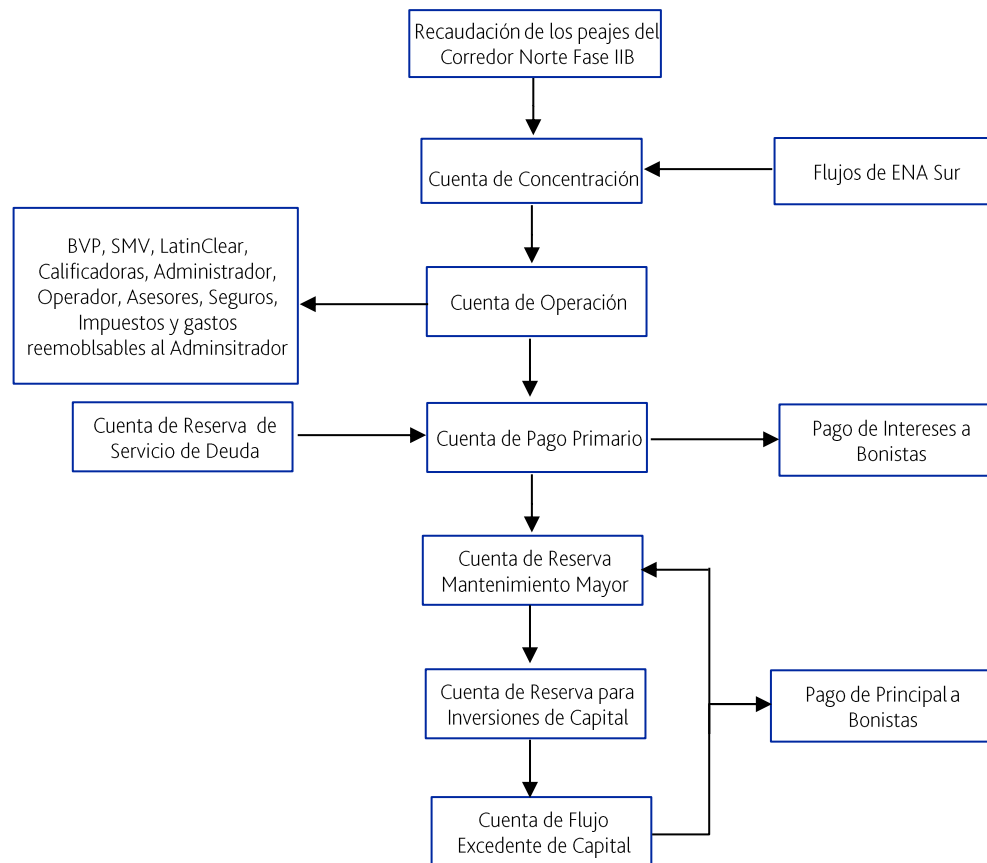 Recaudación de los peajes del
Corredor Norte Fase IIB
Cuenta de Concentración
Flujos de ENA Sur
BVP, SMV, LatinClear,
Calificadoras, Administrador,
Operador, Asesores, Seguros,
Impuestos y gastos
reemoblsables al Adminsitrador
Cuenta de Operación
Cuenta de Reserva de
Servicio de Deuda
Cuenta de Pago Primario
Pago de Intereses a
Bonistas
Cuenta de Reserva
Mantenimiento Mayor
Cuenta de Reserva para
Inversiones de Capital
Pago de Principal a
Bonistas
Cuenta de Flujo
Excedente de Capital